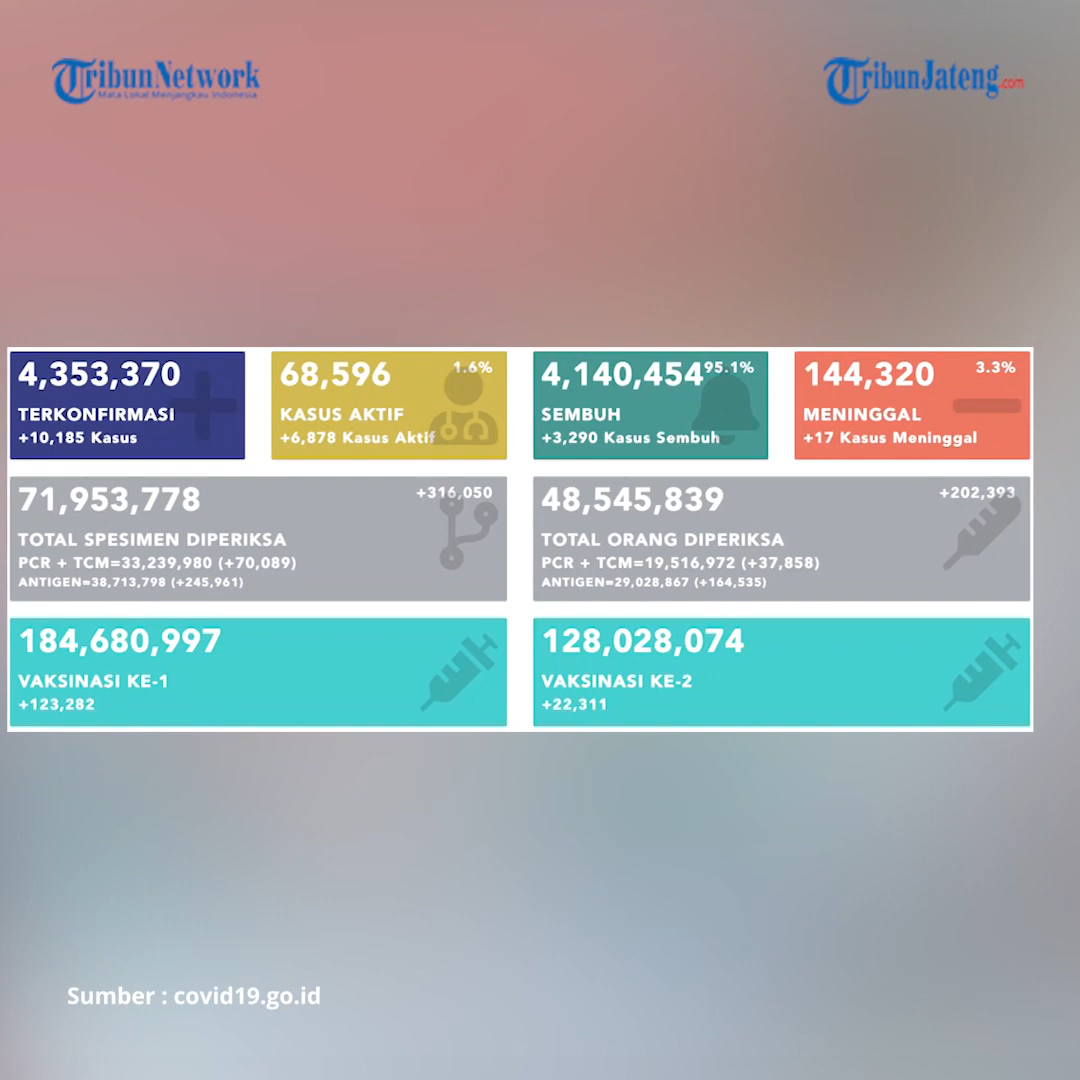 TribunNetwork
Mata Lokal Menjangkau Indonesia
TribunJateng.com
4,353,370
TERKONFIRMASI
+10,185 Kasus
68,596
1.6%
KASUS AKTIF
+6,878 Kasus Aktif
4,140,454
95.1%
SEMBUH
+3,290 Kasus Sembuh
144,320
3.3%
MENINGGAL
+17 Kasus Meninggal
71,953,778
+316,050
TOTAL SPESIMEN DIPERIKSA
PCR + TCM=33,239,980 (+70,089)
ANTIGEN=38,713,798 (+245,961)
48,545,839
+202,393
TOTAL ORANG DIPERIKSA
PCR + TCM=19,516,972 (+37,858)
ANTIGEN=29,028,867 (+164,535)
184,680,997
VAKSINASI KE-1
+123,282
128,028,074
VAKSINASI KE-2
+22,311
Sumber : covid19.go.id